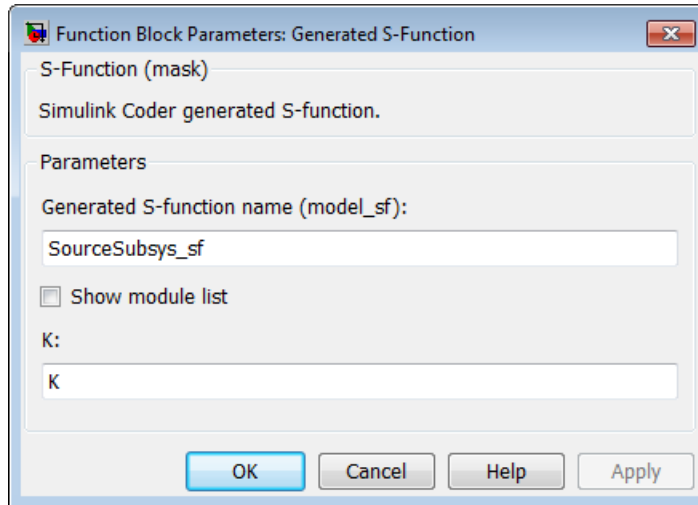 Function Block Parameters: Generated S-Function
S-Function (mask)
Simulink Coder generated S-function.
Parameters
Generated S-function name (model_sf):
SourceSubsys_sf
Show module list
K:
K
OK Cancel Help Apply